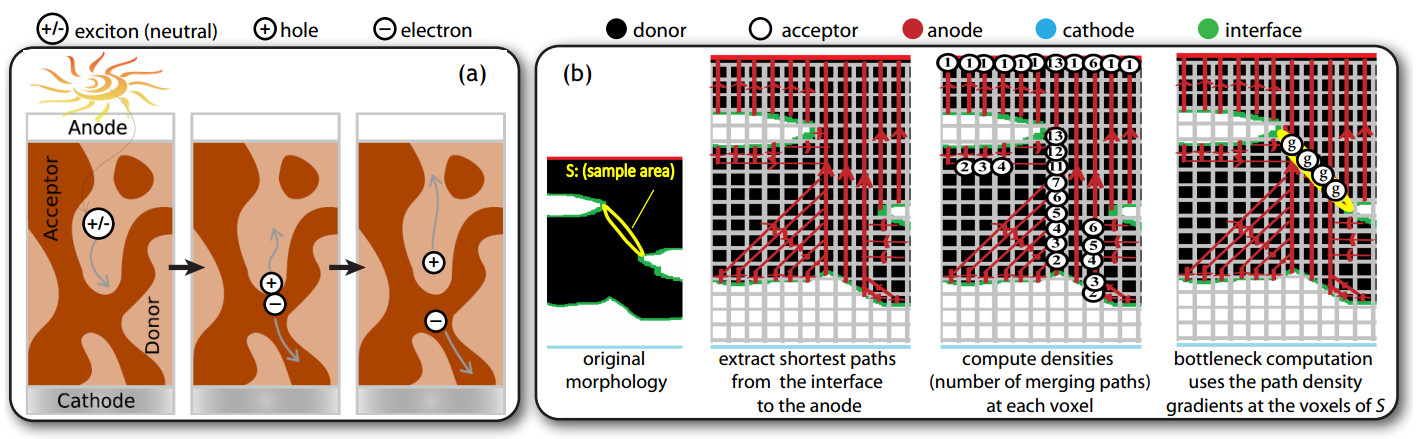 +/- exciton (neutral)
+ hole
− electron
donor
acceptor
anode
cathode
interface
(a)
Anode
Acceptor
+/-
Donor
Cathode
+
−
+
−
(b)
S: (sample area)
original
morphology
extract shortest paths
from the interface
to the anode
1 1 1 1 1 1 13 1 6 1 1
13
12
2 3 4 11
7
6
5
4
3
2
6
5
4
3
2
compute densities
(number of merging paths)
at each voxel
g
g
g
g
bottleneck computation
uses the path density
gradients at the voxels of S